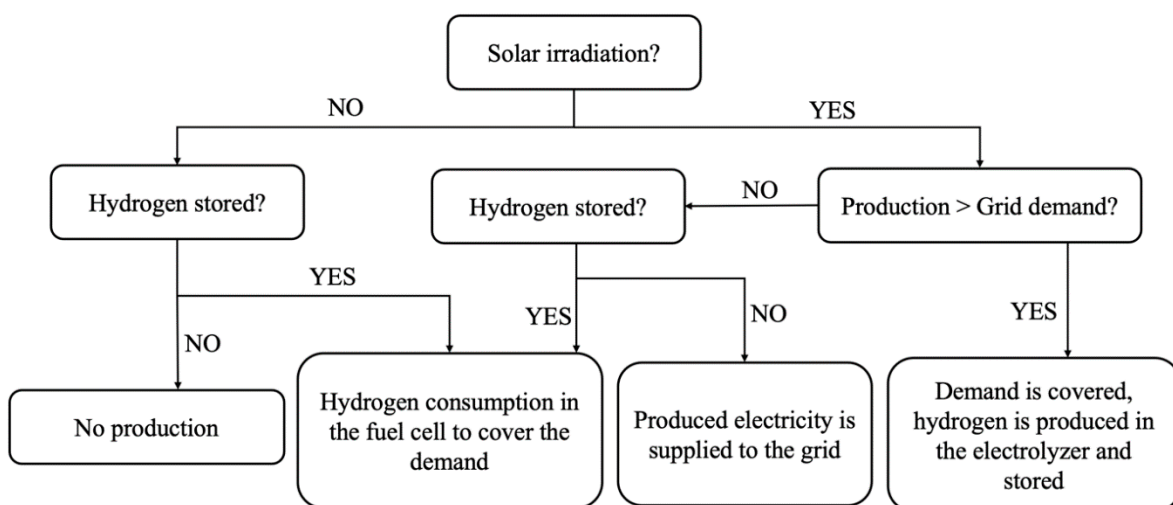 Solar irradiation?
NO
YES
Hydrogen stored?
Hydrogen stored?
NO
Production > Grid demand?
YES
NO
YES
NO
YES
No production
Hydrogen consumption in
the fuel cell to cover the
demand
Produced electricity is
supplied to the grid
Demand is covered,
hydrogen is produced in
the electrolyzer and
stored